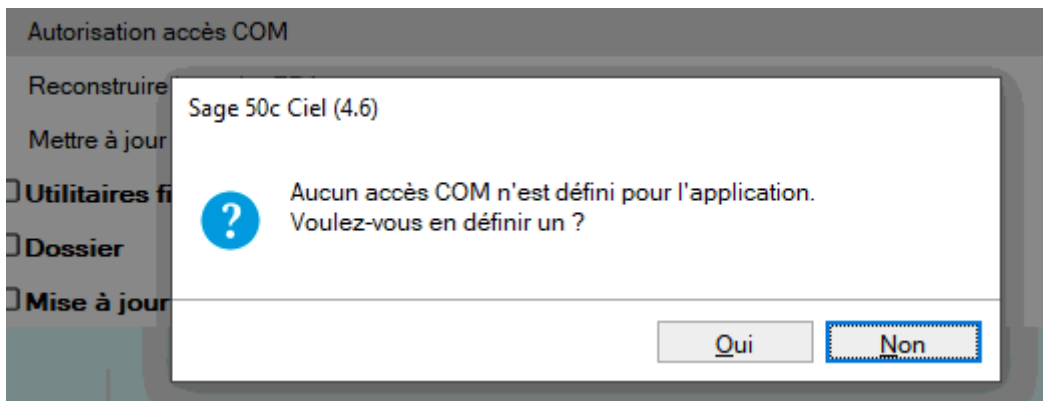 Autorisation accès COM
Reconstruire
Sage 50c Ciel (4.6)
Mettre à jour
Aucun accès COM n'est défini pour l'application.
Voulez-vous en définir un ?
Utilitaires fi
Dossier
Mise à jour
Oui
Non